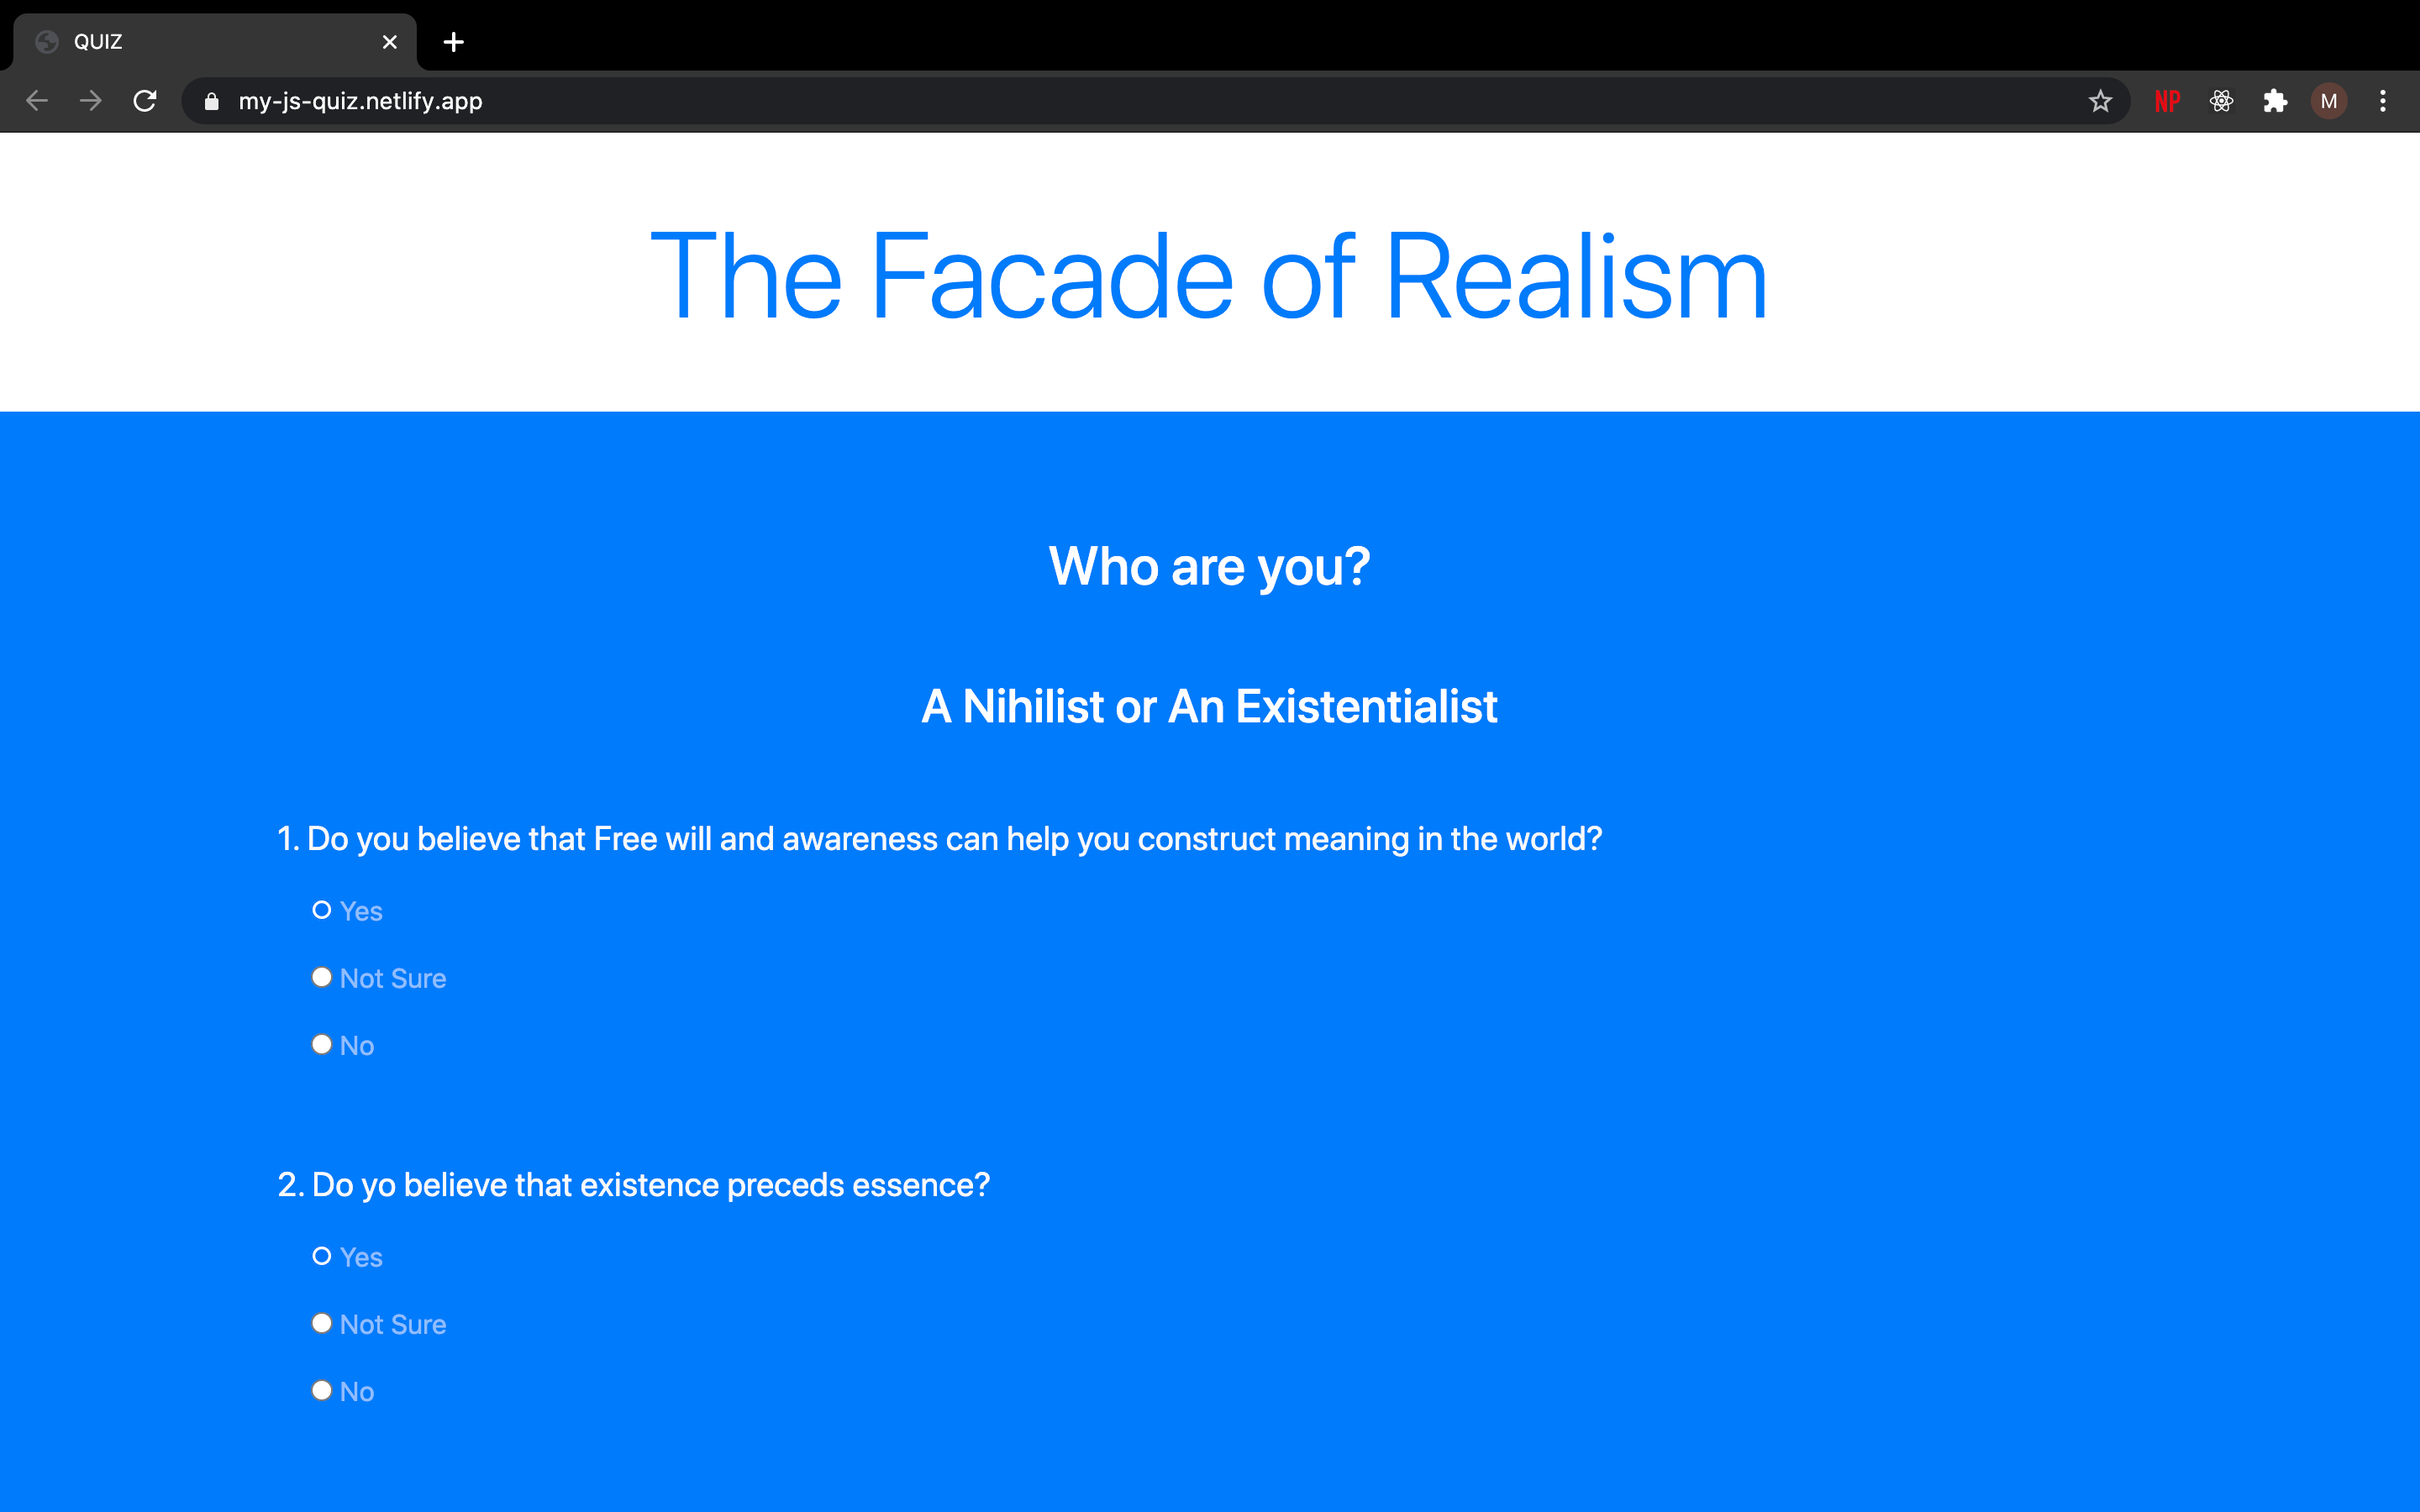 QUIZ
my-js-quiz.netlify.app
NP
M
The Facade of Realism
Who are you?
A Nihilist or An Existentialist
1. Do you believe that Free will and awareness can help you construct meaning in the world?
Yes
Not Sure
No
2. Do yo believe that existence preceds essence?
Yes
Not Sure
No